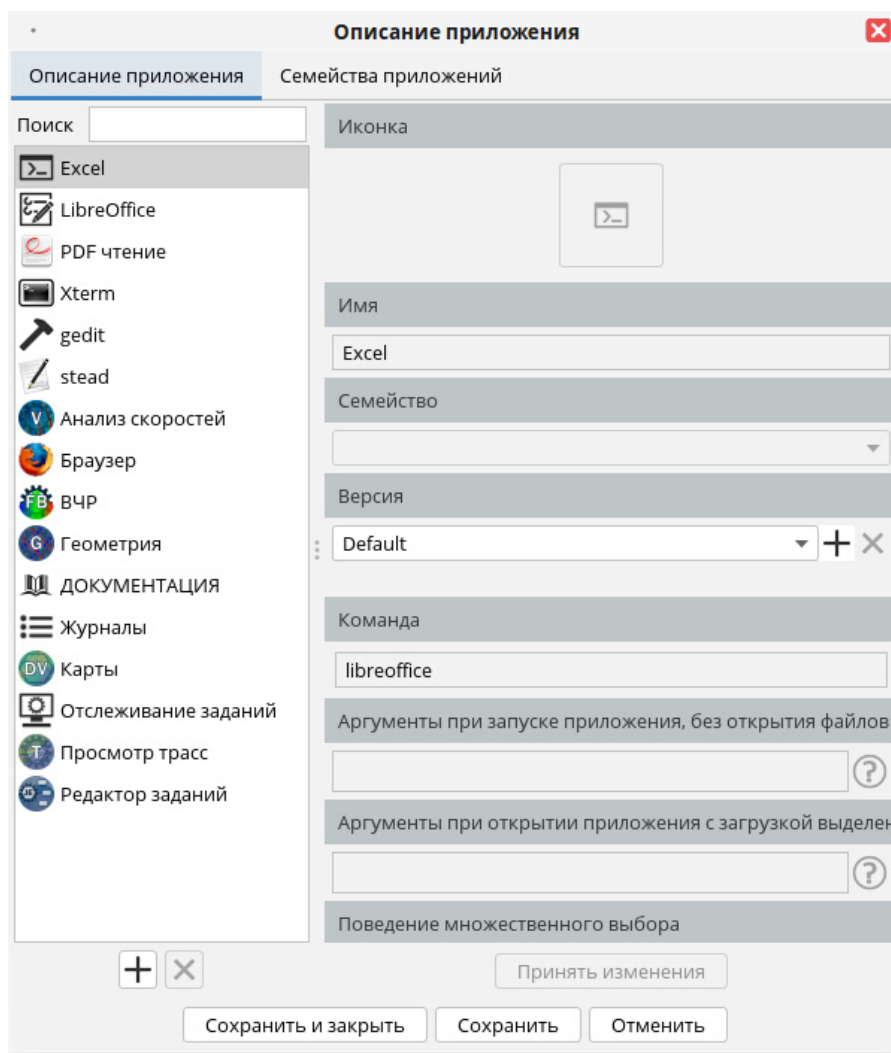 Описание приложения
Описание приложения Семейства приложений
Поиск
Excel
LibreOffice
PDF чтение
Xterm
gedit
stead
V Анализ скоростей
Браузер
FB ВЧР
G Геометрия
ДОКУМЕНТАЦИЯ
Журналы
DV Карты
Отслеживание заданий
T Просмотр трасс
Редактор заданий
Иконка
Имя
Excel
Семейство
Версия
Default
Команда
libreoffice
Аргументы при запуске приложения, без открытия файлов
?
Аргументы при открытии приложения с загрузкой выделен
?
Поведение множественного выбора
Принять изменения
Сохранить и закрыть Сохранить Отменить